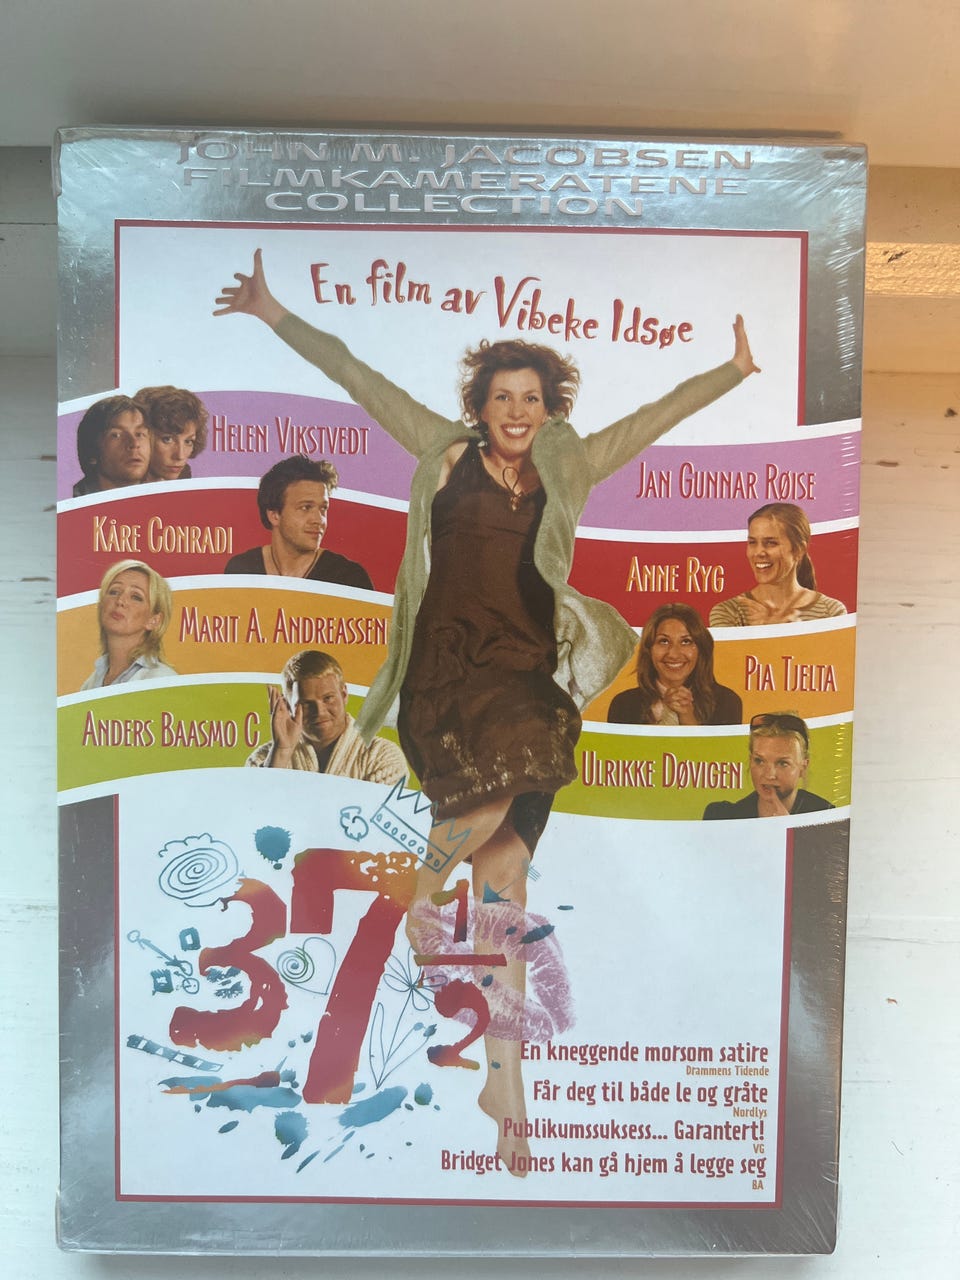 JOHN M. JACOBSEN
FILMKAMERATENE
COLLECTION
En film av Vibeke Idsøe
HELEN VIKSTVEDT
JAN GUNNAR RØISE
KÅRE CONRADI
ANNE RYG
MARIT A. ANDREASSEN
PIA TJELTA
ANDERS BAASMO C
ULRIKKE DØVIGEN
37 1/2
En kneggende morsom satire
Drammens Tidende
Får deg til både le og gråte
Nordlys
Publikumssuksess... Garantert!
VG
Bridget Jones kan gå hjem å legge seg
BA